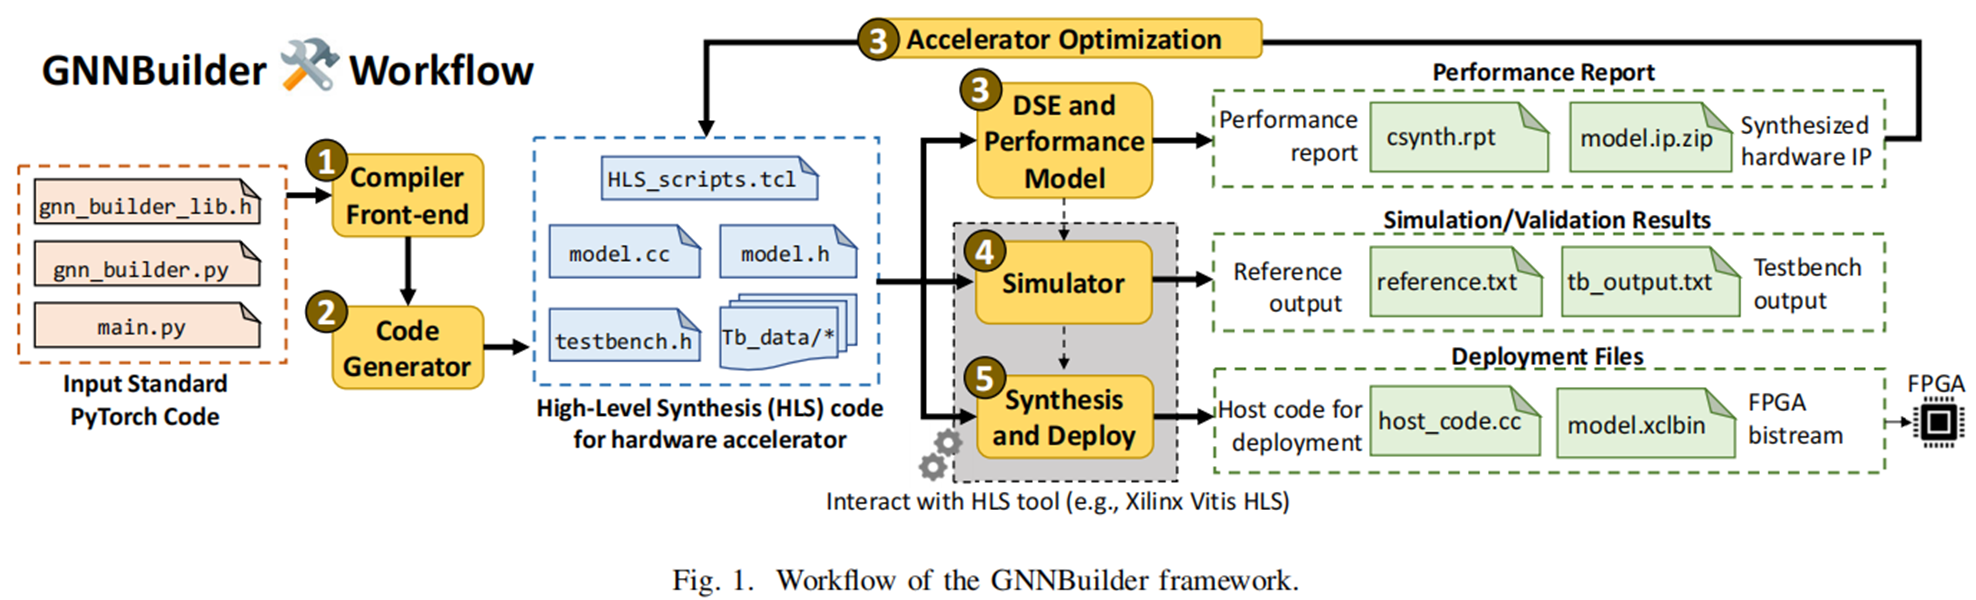 GNNBuilder Workflow
3 Accelerator Optimization
gnn_builder_lib.h
gnn_builder.py
main.py
Input Standard
PyTorch Code
1
Compiler
Front-end
2
Code
Generator
HLS_scripts.tcl
model.cc
model.h
testbench.h
Tb_data/*
High-Level Synthesis (HLS) code
for hardware accelerator
3
DSE and
Performance
Model
4
Simulator
5
Synthesis
and Deploy
Interact with HLS tool (e.g., Xilinx Vitis HLS)
Performance Report
Performance
report
csynth.rpt
model.ip.zip
Synthesized
hardware IP
Simulation/Validation Results
Reference
output
reference.txt
tb_output.txt
Testbench
output
Deployment Files
Host code for
deployment
host_code.cc
model.xclbin
FPGA
bistream
FPGA
Fig. 1. Workflow of the GNNBuilder framework.